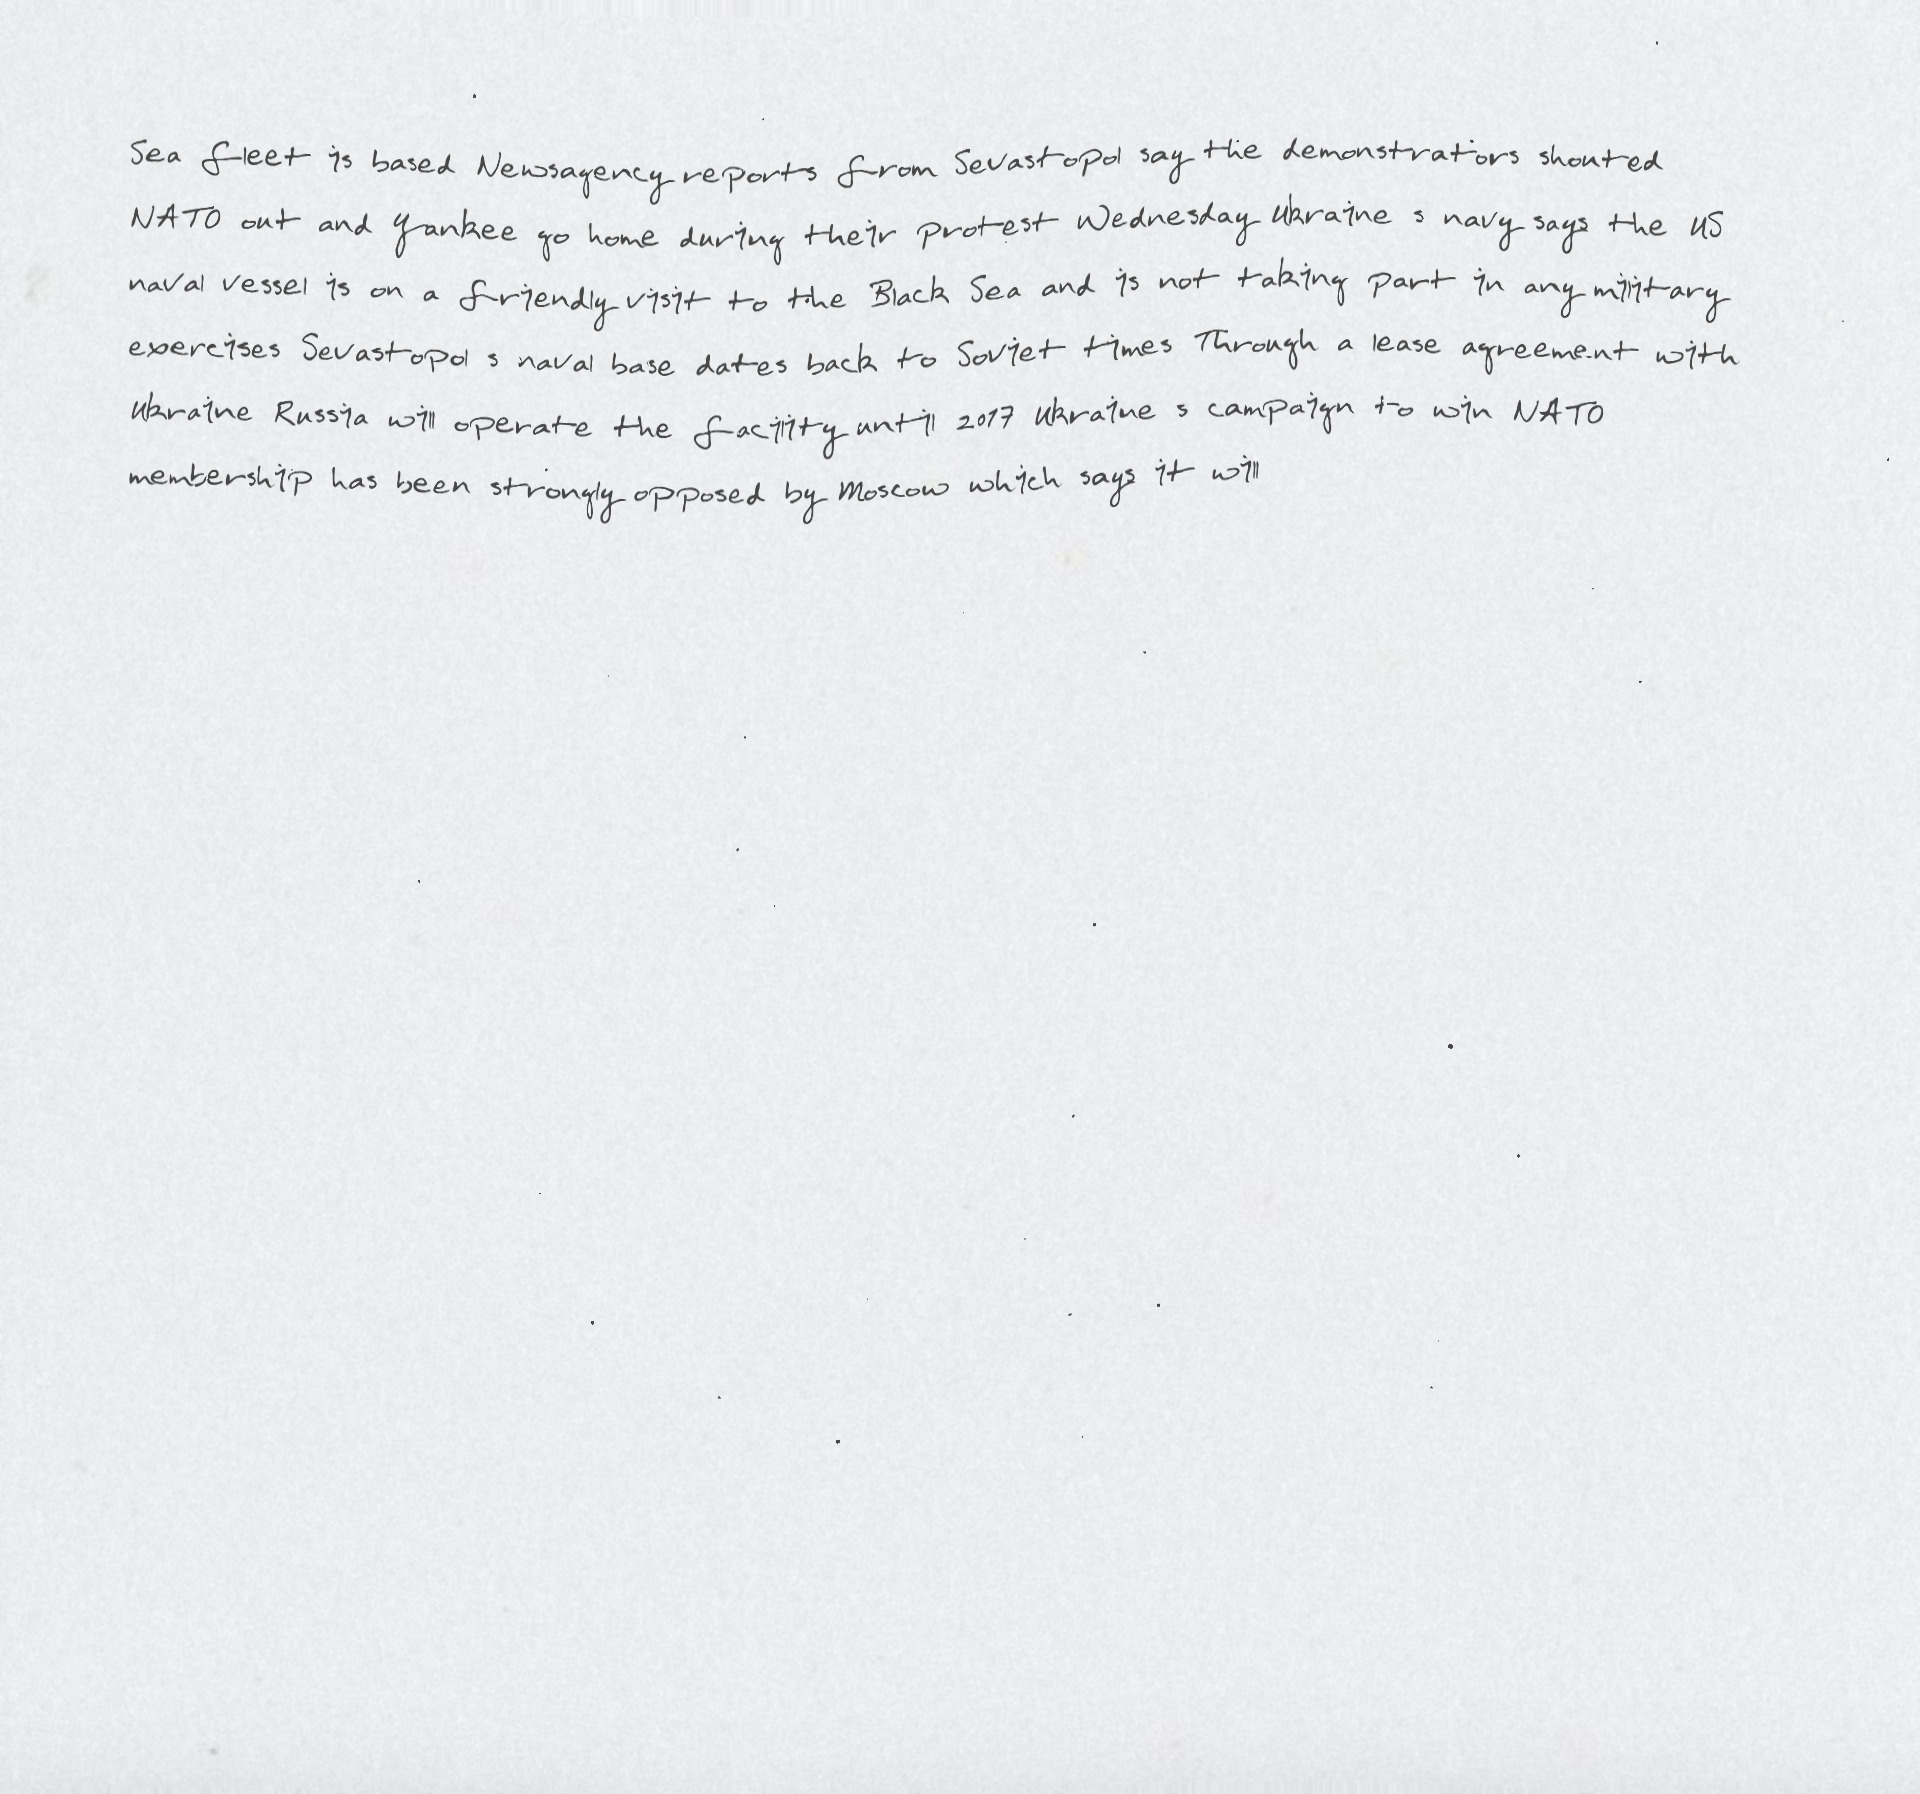 Sea fleet is based Newsagency reports from Sevastopol say the demonstrators shouted
NATO out and Yankee go home during their protest Wednesday Ukraine s navy says the US
naval vessel is on a friendly visit to the Black Sea and is not taking part in any military
exercises Sevastopol s naval base dates back to Soviet times Through a lease agreement with
Ukraine Russia will operate the facility until 2017 Ukraine s campaign to win NATO
membership has been strongly opposed by Moscow which says it will